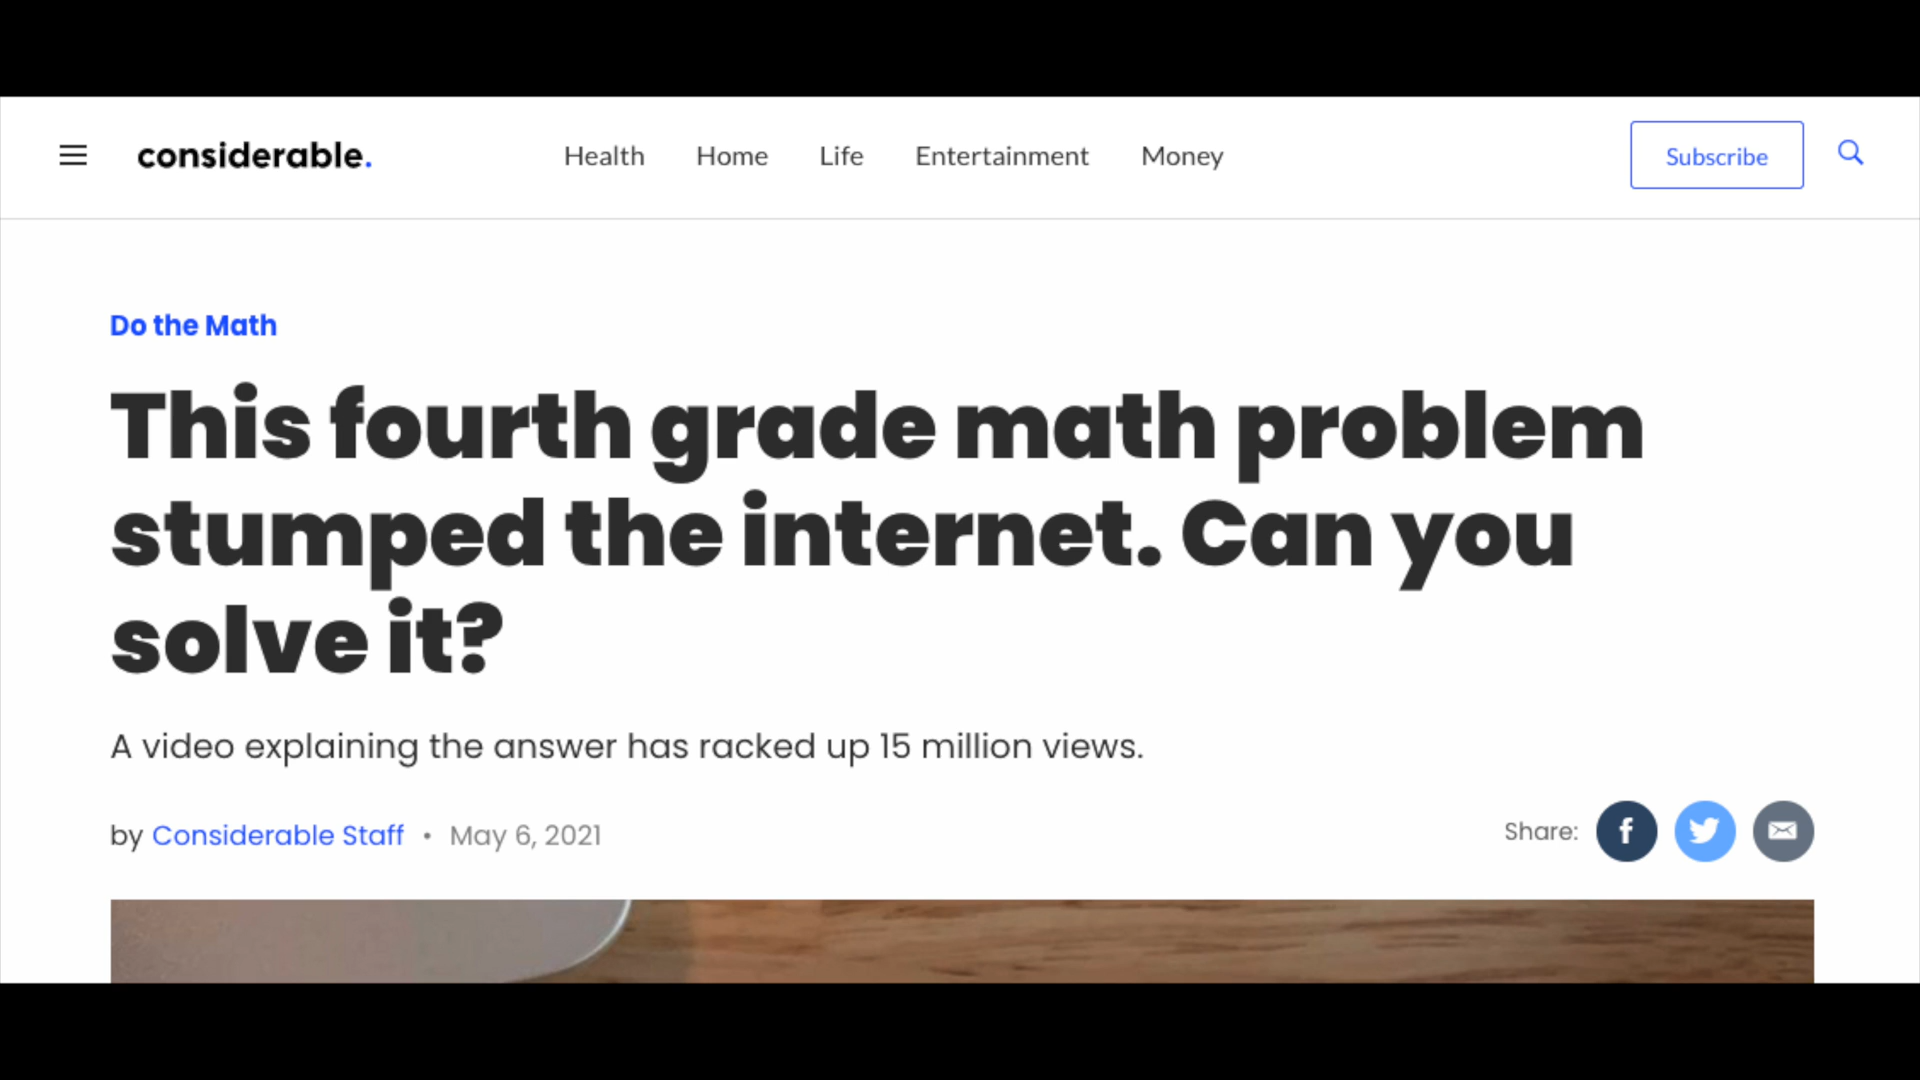 considerable.
Health Home Life Entertainment Money
Subscribe
Do the Math
This fourth grade math problem
stumped the internet. Can you
solve it?
A video explaining the answer has racked up 15 million views.
by Considerable Staff • May 6, 2021
Share: